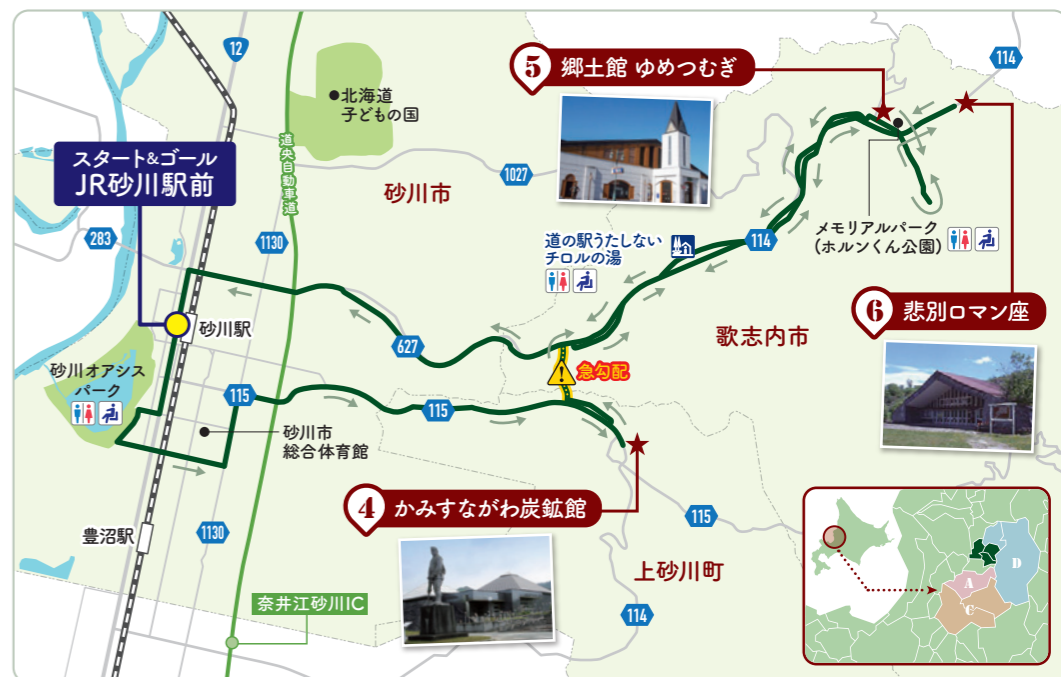 12
北海道
子どもの国
道央自動車道
5 郷土館 ゆめつむぎ
114
スタート&ゴール
JR砂川駅前
1027
砂川市
283
1130
道の駅うたしない
チロルの湯
114
メモリアルパーク
(ホルンくん公園)
砂川駅
627
歌志内市
6 悲別ロマン座
急勾配
砂川オアシス
パーク
115
115
砂川市
総合体育館
4 かみすながわ炭鉱館
115
豊沼駅
1130
上砂川町
奈井江砂川IC
114
A
C
D